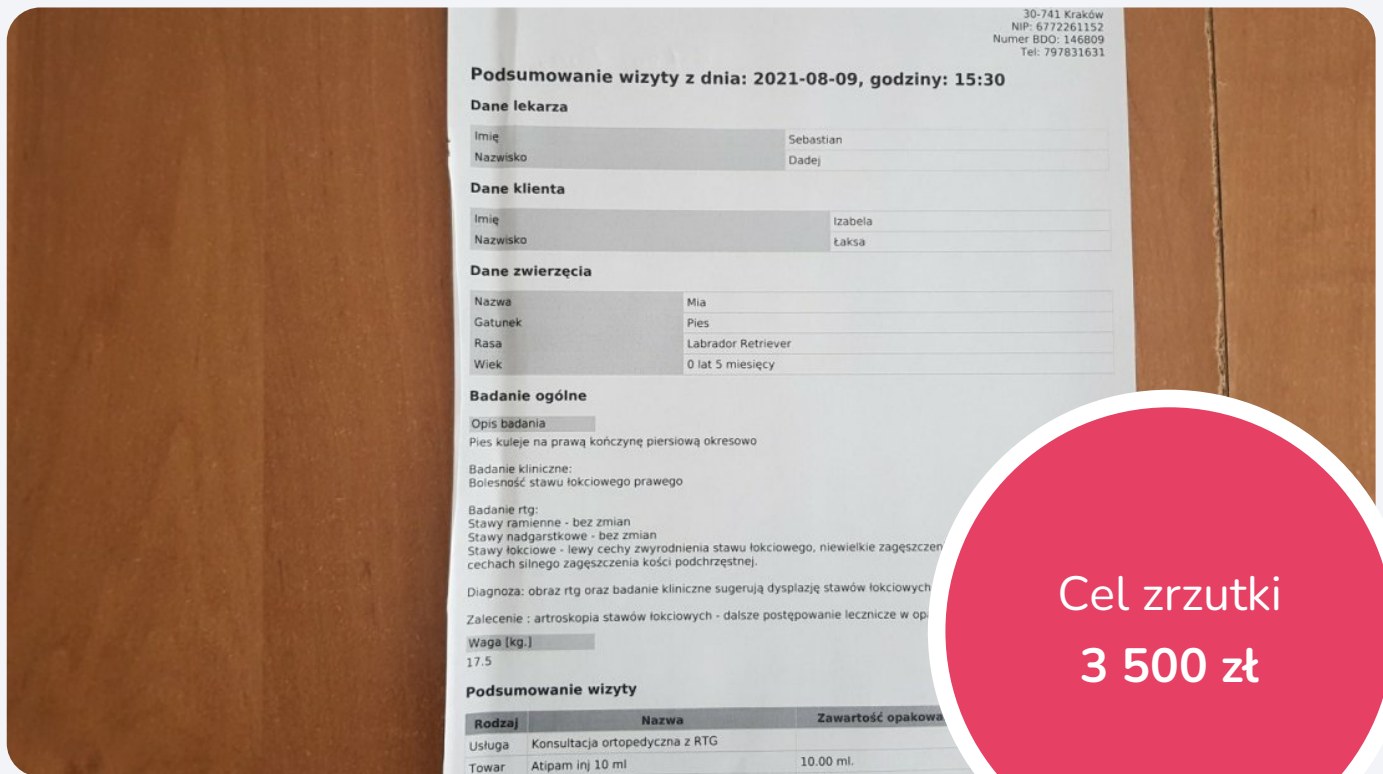 30-741 Kraków
NIP: 6772261152
Numer BDO: 146809
Tel: 797831631
Podsumowanie wizyty z dnia: 2021-08-09, godziny: 15:30
Dane lekarza
Imię Sebastian
Nazwisko Dadej
Dane klienta
Imię Izabela
Nazwisko Łaksa
Dane zwierzęcia
Nazwa Mia
Gatunek Pies
Rasa Labrador Retriever
Wiek 0 lat 5 miesięcy
Badanie ogólne
Opis badania
Pies kuleje na prawą kończynę piersiową okresowo
Badanie kliniczne:
Bolesność stawu łokciowego prawego
Badanie rtg:
Stawy ramienne - bez zmian
Stawy nadgarstkowe - bez zmian
Stawy łokciowe - lewy cechy zwyrodnienia stawu łokciowego, niewielkie
cechach silnego zagęszczenia kości podchrzęstnej.
Diagnoza: obraz rtg oraz badanie kliniczne sugerują dysplazję stawów łokciowych
Zalecenie : artroskopia stawów łokciowych - dalsze postępowanie lecznicze w
Waga [kg.]
17.5
Podsumowanie wizyty
Rodzaj Nazwa Zawartość
Usługa Konsultacja ortopedyczna z RTG
Towar Atipam inj 10 ml 10.00 ml.
Cel zrzutki
3 500 zł